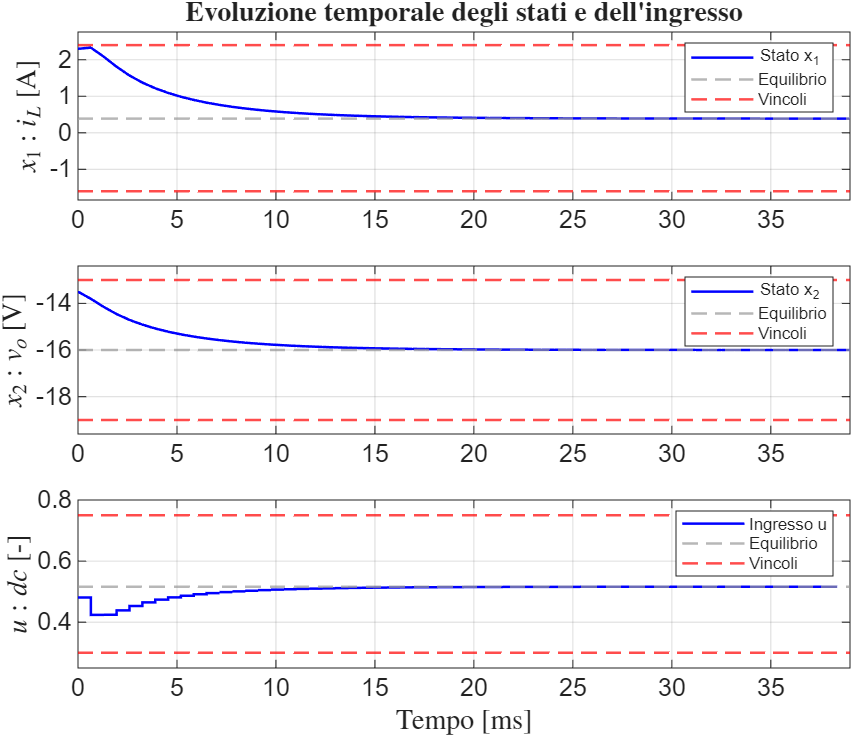 Evoluzione temporale degli stati e dell'ingresso
x₁ : i_L [A]
2
1
0
-1
Stato x₁
Equilibrio
Vincoli
0 5 10 15 20 25 30 35
x₂ : v_o [V]
-14
-16
-18
Stato x₂
Equilibrio
Vincoli
0 5 10 15 20 25 30 35
u : dc [-]
0.8
0.6
0.4
Ingresso u
Equilibrio
Vincoli
0 5 10 15 20 25 30 35
Tempo [ms]